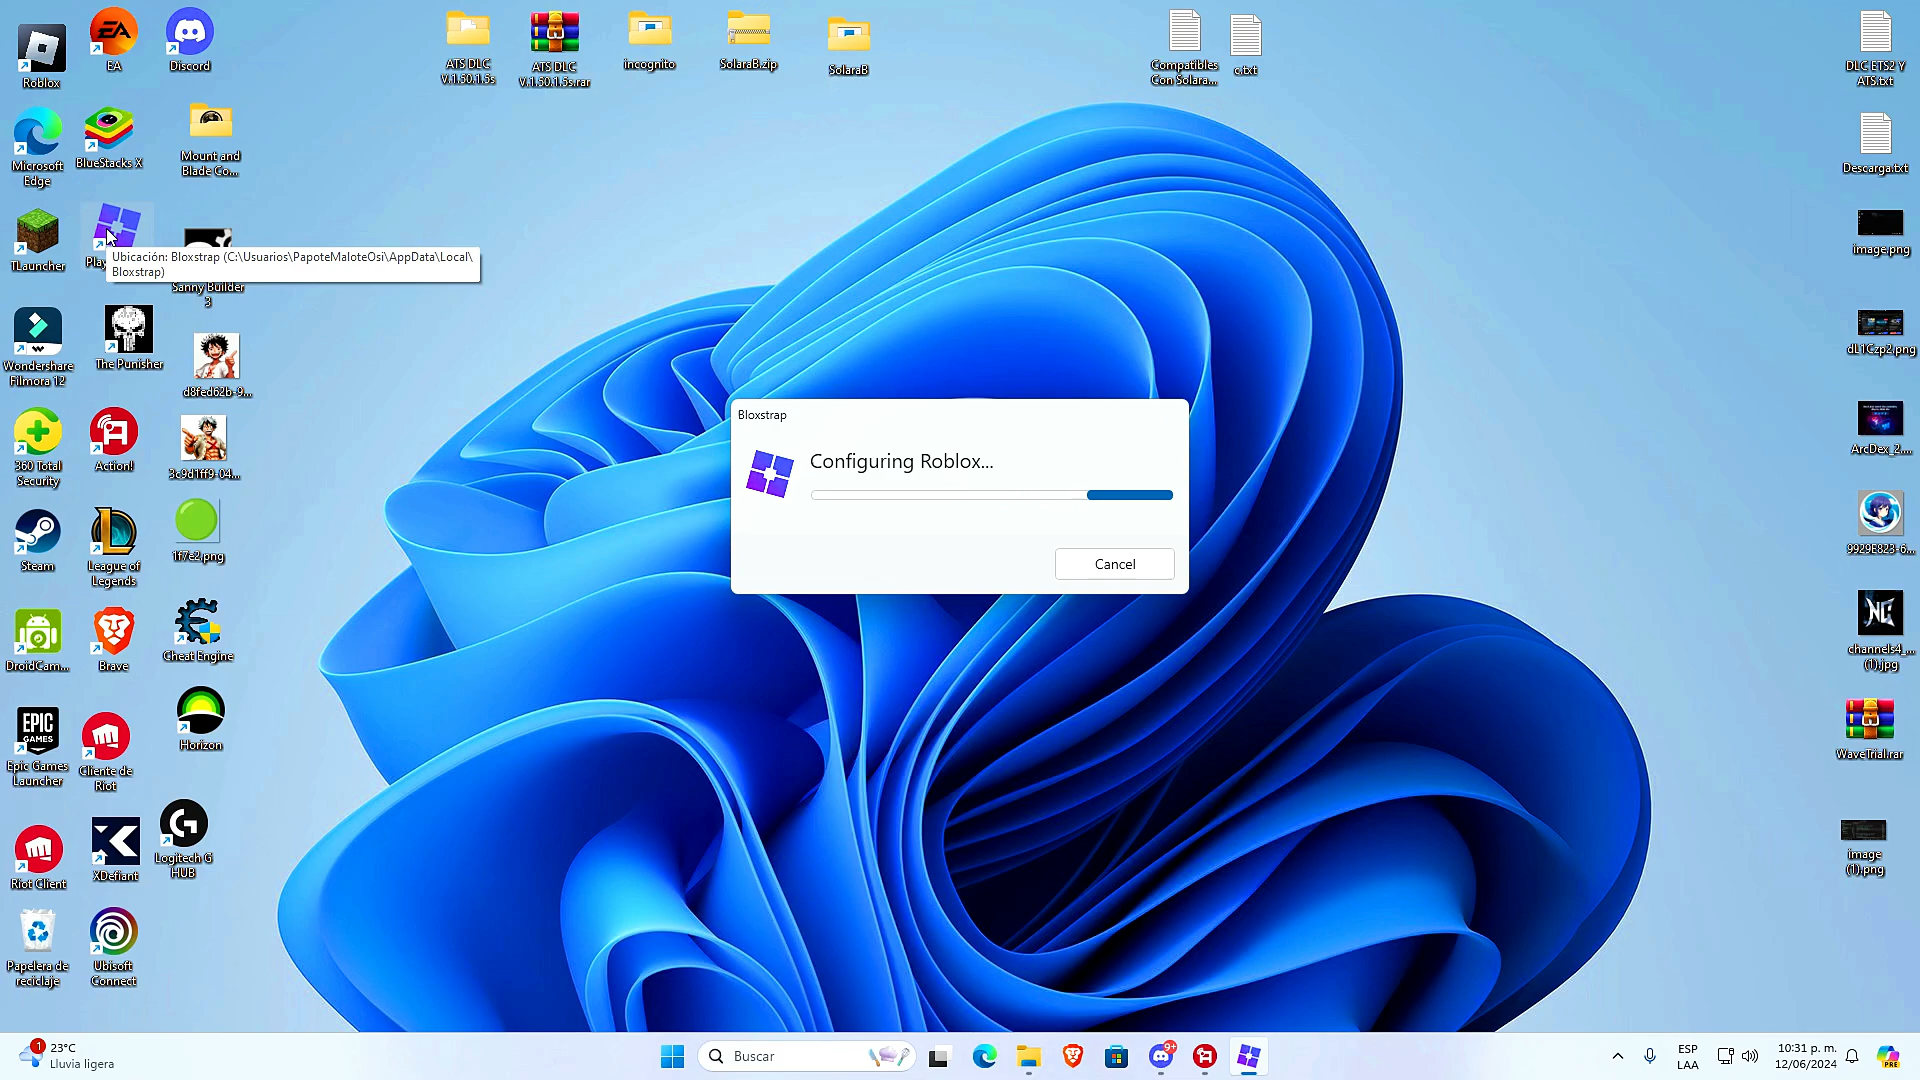 Roblox
EA
Discord
ATS DLC
V.1.50.1.5s
ATS DLC
V.1.50.1.5s.rar
incognito
SolaraB.zip
SolaraB
Compatibles
Con Solara...
c.txt
DLC ETS2 Y
ATS.txt
Microsoft
Edge
BlueStacks X
Mount and
Blade Co...
Descarga.txt
TLauncher
Play
Ubicación: Bloxstrap (C:\Usuarios\PapoteMaloteOsi\AppData\Local\
Bloxstrap)
Sanny Builder
3
image.png
Wondershare
Filmora 12
The Punisher
d8fed62b-9...
dL1Czp2.png
360 Total
Security
Action!
3c9d1ff9-04...
ArcDex_2....
Bloxstrap
Configuring Roblox...
Cancel
Steam
League of
Legends
1f7e2.png
9929E823-6...
DroidCam...
Brave
Cheat Engine
channels4_...
(1).jpg
EPIC
GAMES
Epic Games
Launcher
Cliente de
Riot
Horizon
WaveTrial.rar
Riot Client
XDefiant
Logitech G
HUB
image
(1).png
Papelera de
reciclaje
Ubisoft
Connect
1
23°C
Lluvia ligera
Buscar
9+
ESP
LAA
10:31 p. m.
12/06/2024
PRE